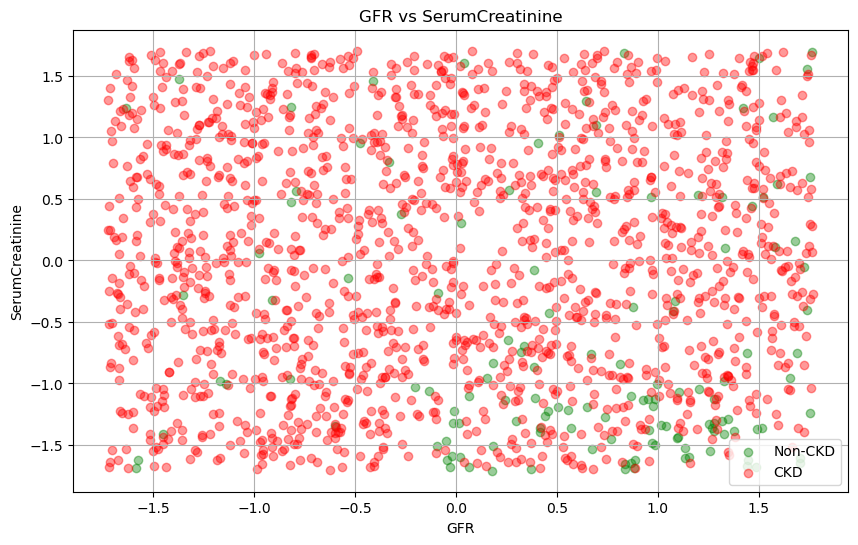 GFR vs SerumCreatinine
SerumCreatinine
1.5
1.0
0.5
0.0
−0.5
−1.0
−1.5
−1.5 −1.0 −0.5 0.0 0.5 1.0 1.5
GFR
Non-CKD
CKD